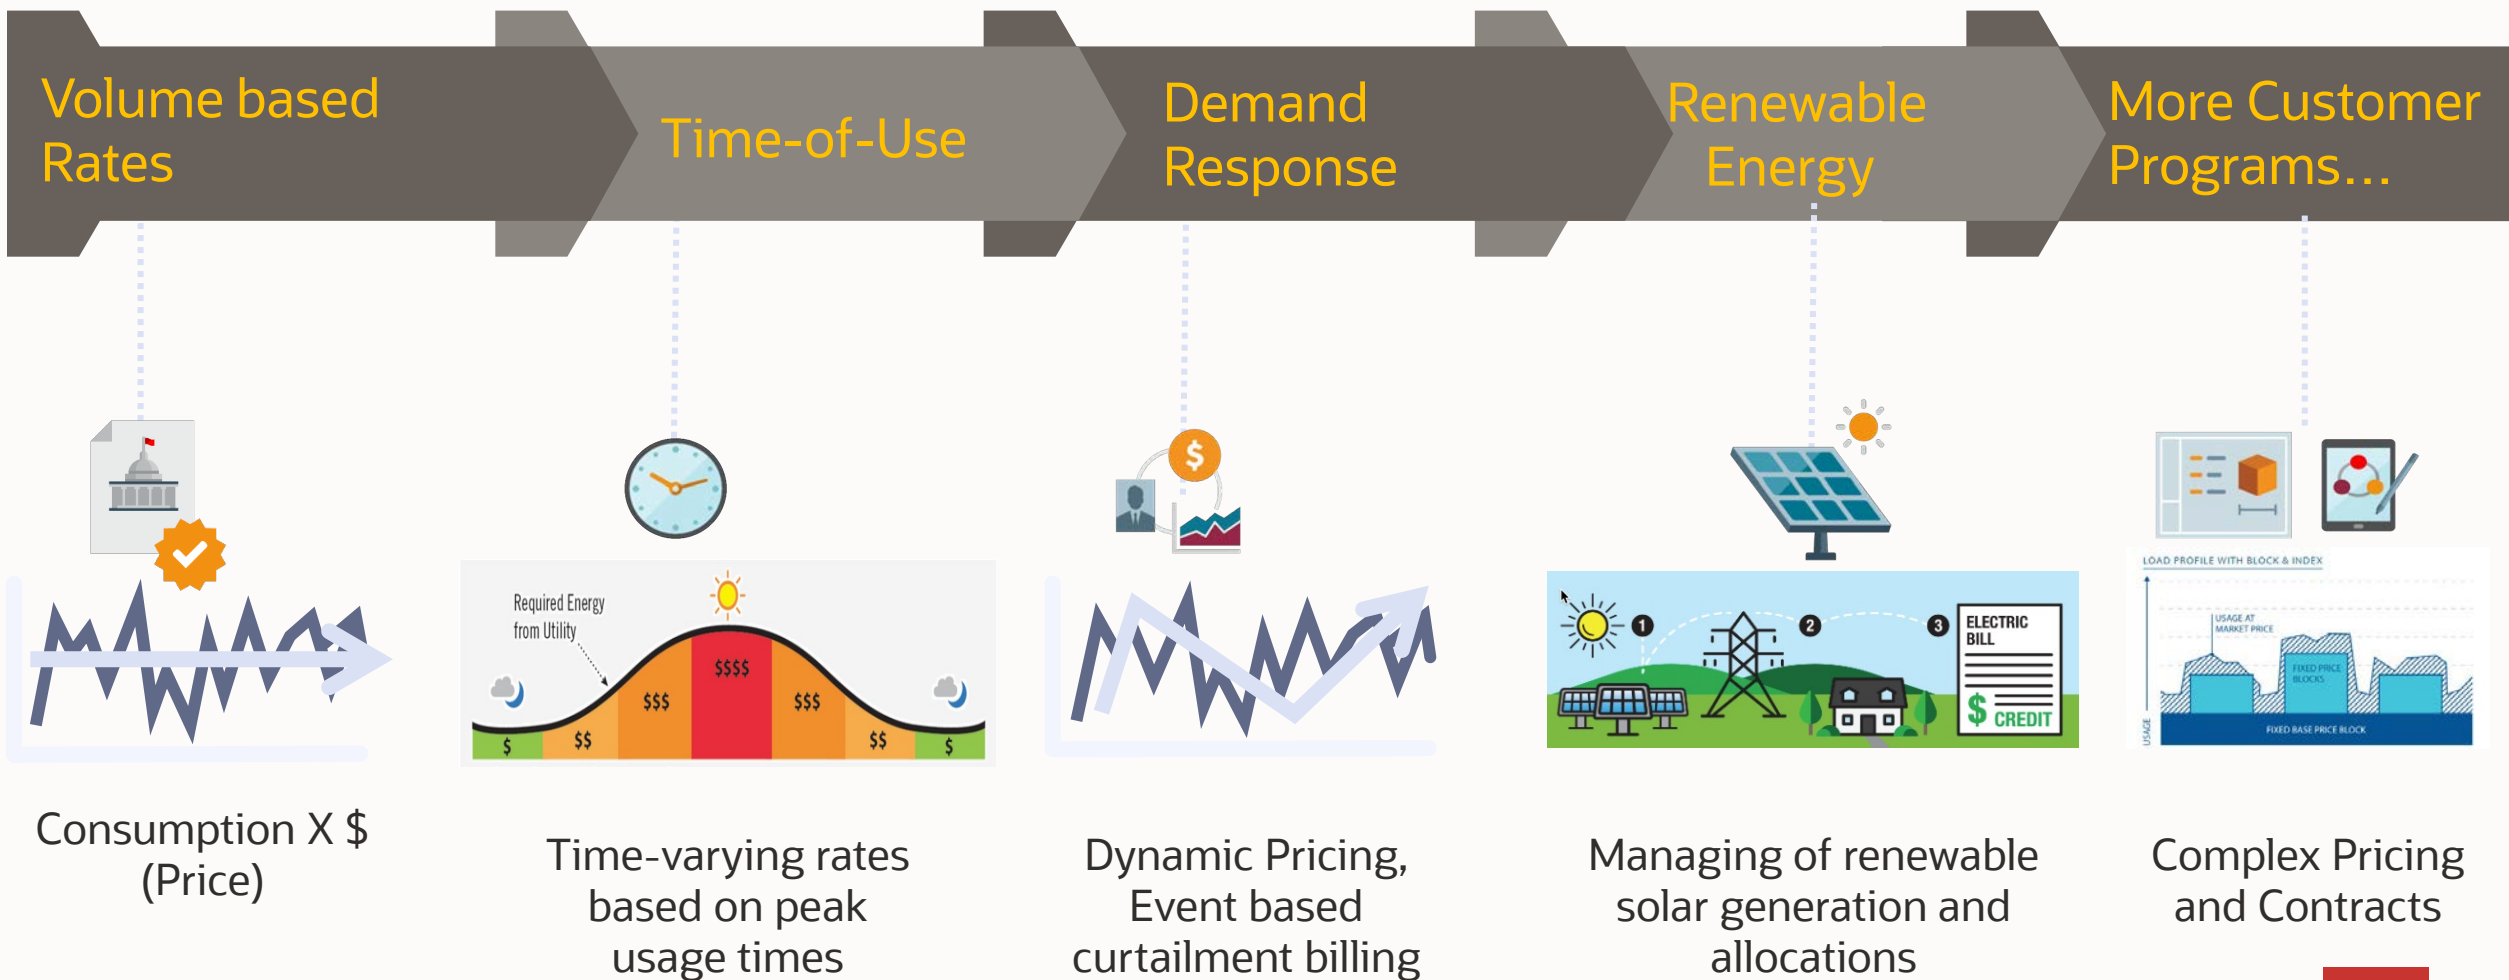 Volume based
Rates
Time-of-Use
Demand
Response
Renewable
Energy
More Customer
Programs...
$
Required Energy
from Utility
$
$$
$$$
$$$$
$$$
$$
$
1
2
3
ELECTRIC
BILL
$ CREDIT
LOAD PROFILE WITH BLOCK & INDEX
USAGE AT
MARKET PRICE
FIXED PRICE
BLOCKS
USAGE
FIXED BASE PRICE BLOCK
Consumption X $
(Price)
Time-varying rates
based on peak
usage times
Dynamic Pricing,
Event based
curtailment billing
Managing of renewable
solar generation and
allocations
Complex Pricing
and Contracts